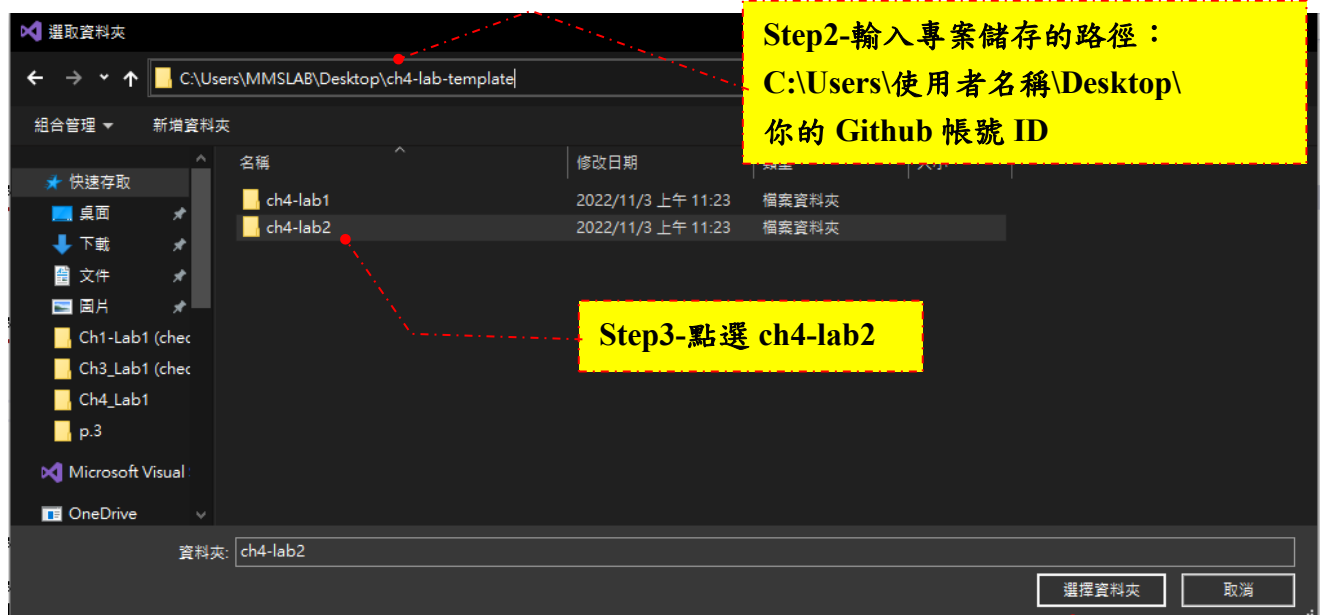 選取資料夾
C:\Users\MMSLAB\Desktop\ch4-lab-template
Step2-輸入專案儲存的路徑：
C:\Users\使用者名稱\Desktop\
你的 Github 帳號 ID
組合管理 新增資料夾
名稱 修改日期
快速存取
桌面
下載
文件
圖片
Ch1-Lab1 (chec
Ch3_Lab1 (chec
Ch4_Lab1
p.3
Microsoft Visual
OneDrive
ch4-lab1 2022/11/3 上午 11:23 檔案資料夾
ch4-lab2 2022/11/3 上午 11:23 檔案資料夾
Step3-點選 ch4-lab2
資料夾: ch4-lab2
選擇資料夾 取消